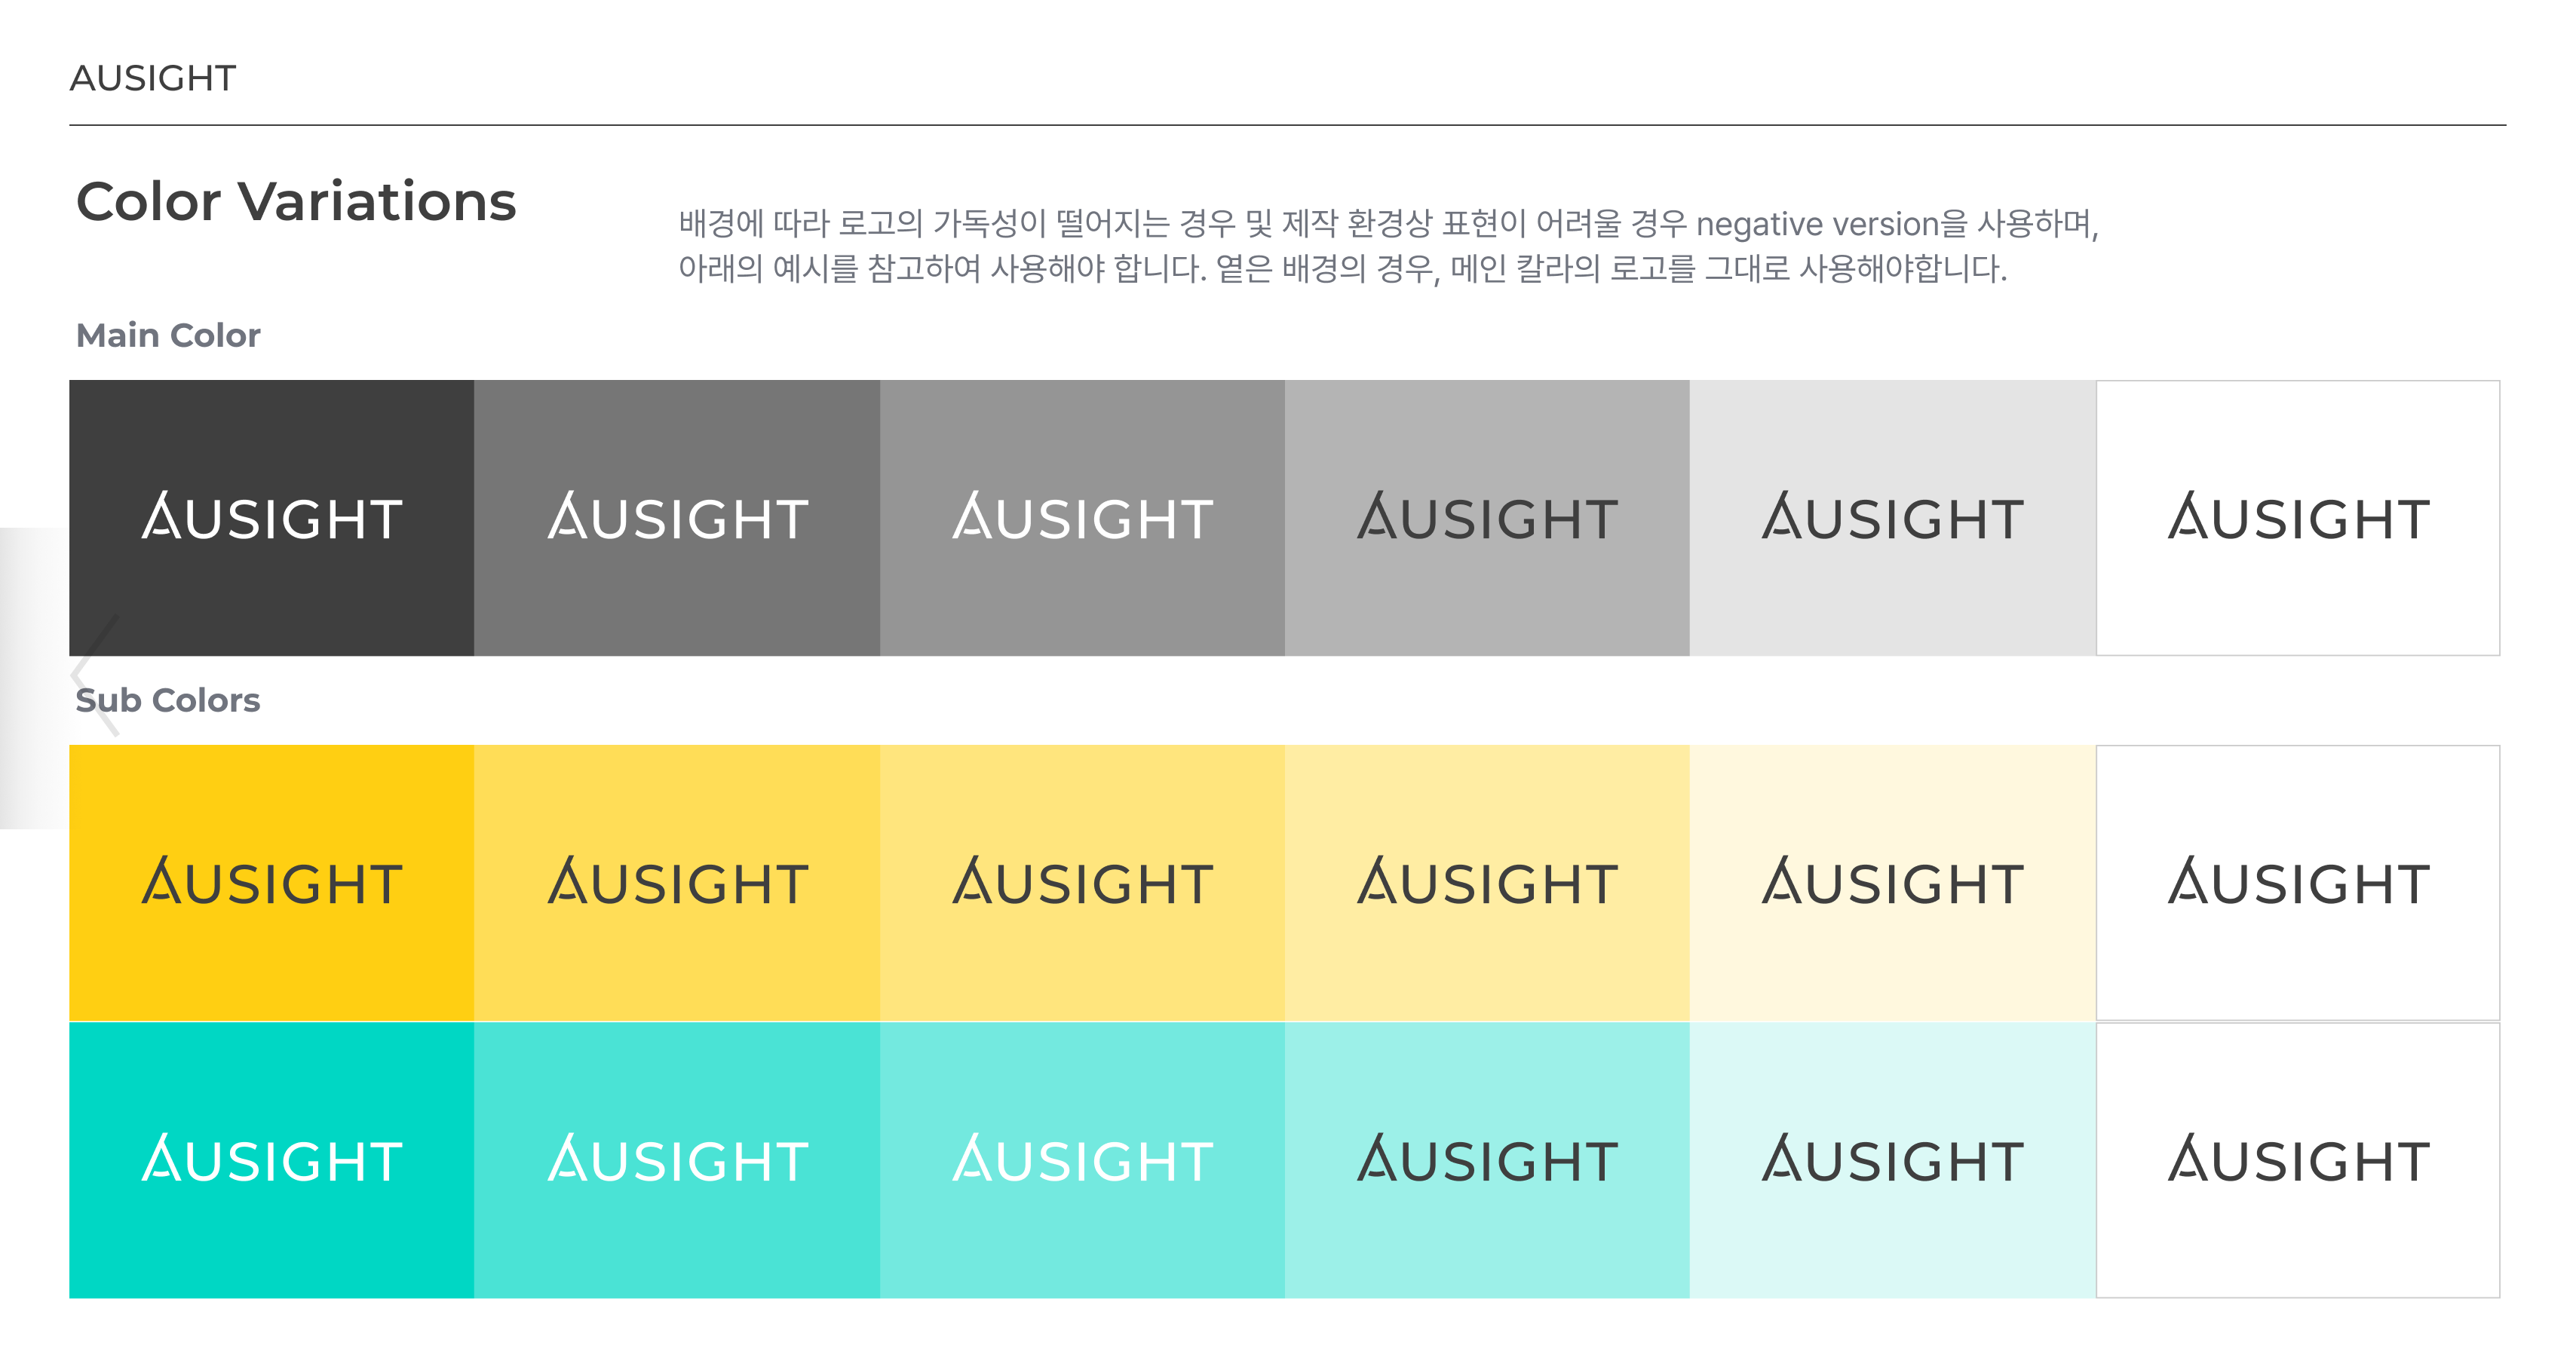 AUSIGHT
Color Variations
배경에 따라 로고의 가독성이 떨어지는 경우 및 제작 환경상 표현이 어려울 경우 negative version을 사용하며,
아래의 예시를 참고하여 사용해야 합니다. 옅은 배경의 경우, 메인 칼라의 로고를 그대로 사용해야합니다.
Main Color
AUSIGHT AUSIGHT AUSIGHT AUSIGHT AUSIGHT AUSIGHT
Sub Colors
AUSIGHT AUSIGHT AUSIGHT AUSIGHT AUSIGHT AUSIGHT
AUSIGHT AUSIGHT AUSIGHT AUSIGHT AUSIGHT AUSIGHT